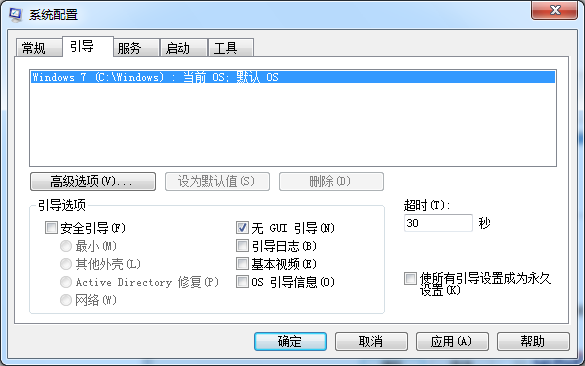 系统配置
常规 引导 服务 启动 工具
Windows 7 (C:\Windows) : 当前 OS; 默认 OS
高级选项(V)... 设为默认值(S) 删除(D)
引导选项
超时(T):
安全引导(F) 无 GUI 引导(N)
30 秒
最小(M) 引导日志(B)
其他外壳(L) 基本视频(E)
Active Directory 修复(P) OS 引导信息(O)
使所有引导设置成为永久
设置(K)
网络(W)
确定 取消 应用(A) 帮助